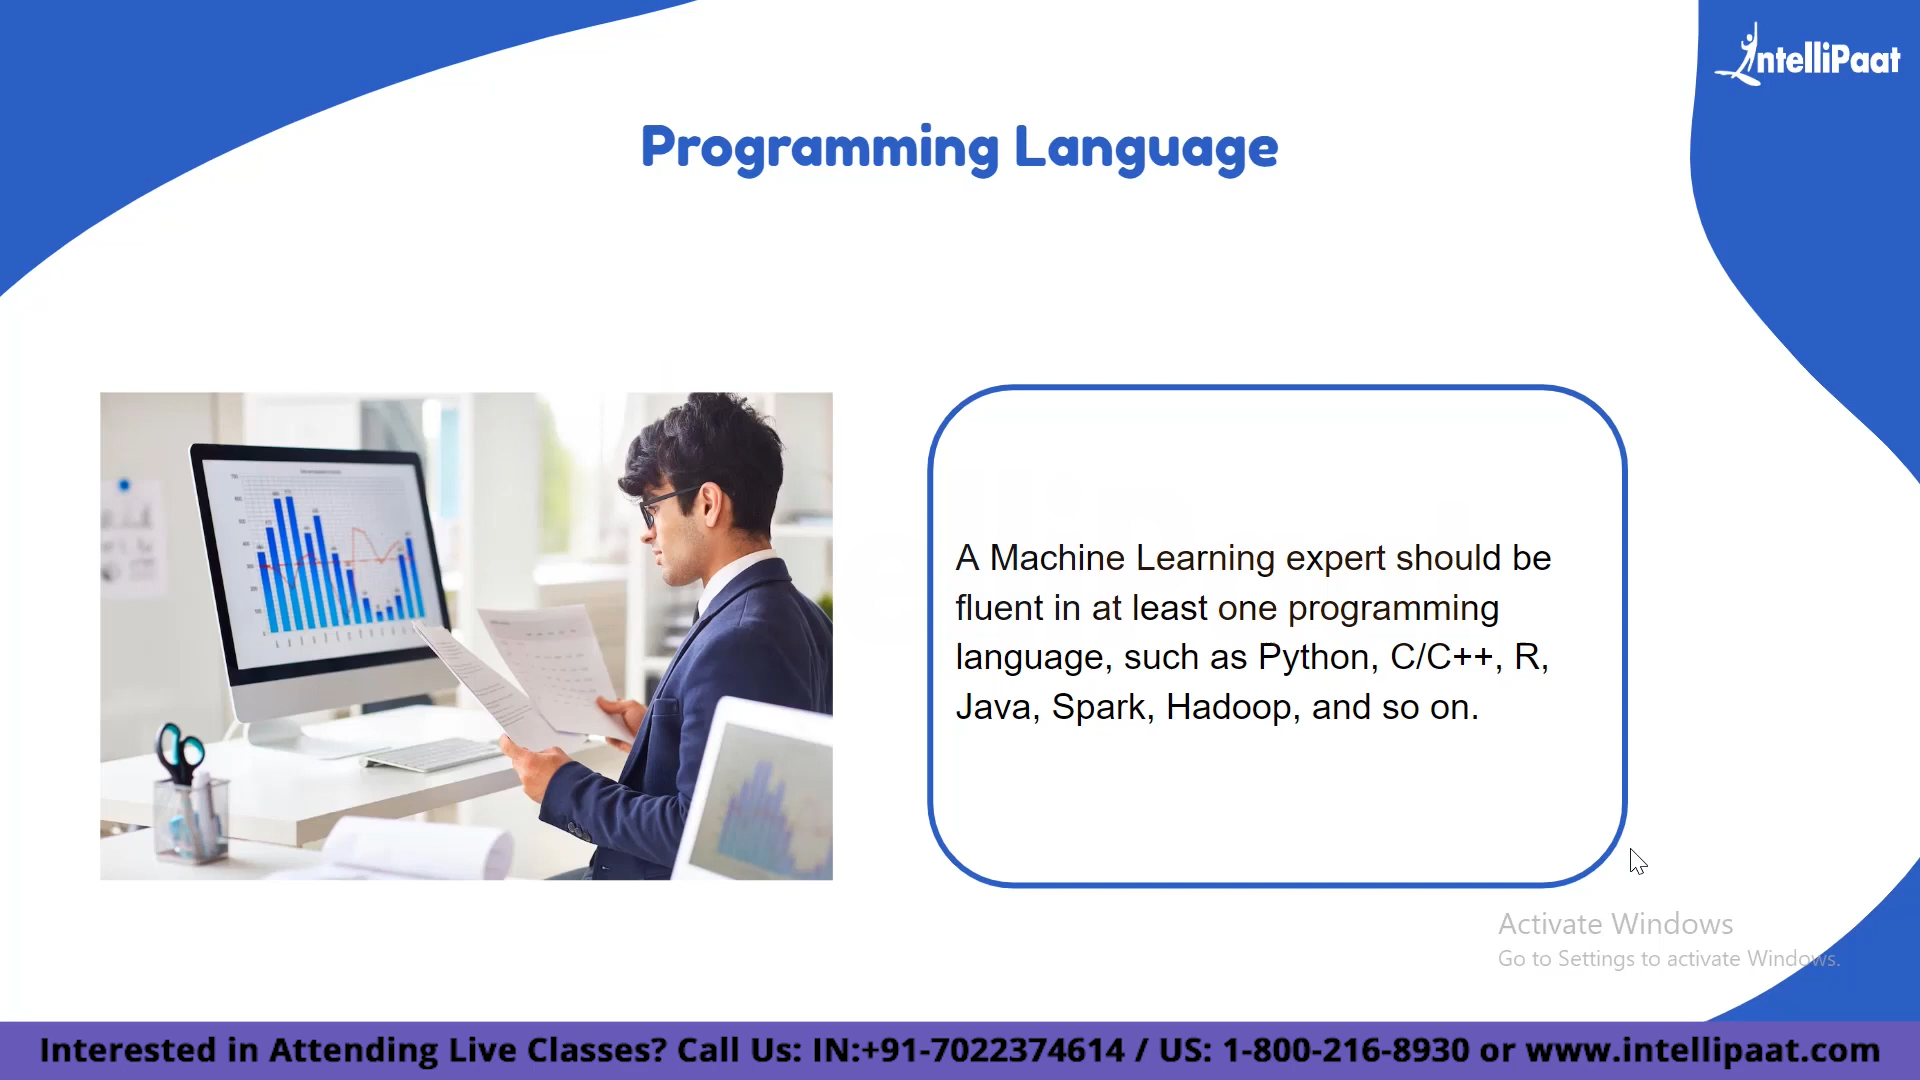 IntelliPaat
Programming Language
A Machine Learning expert should be
fluent in at least one programming
language, such as Python, C/C++, R,
Java, Spark, Hadoop, and so on.
Activate Windows
Go to Settings to activate Windows.
Interested in Attending Live Classes? Call Us: IN:+91-7022374614 / US: 1-800-216-8930 or www.intellipaat.com